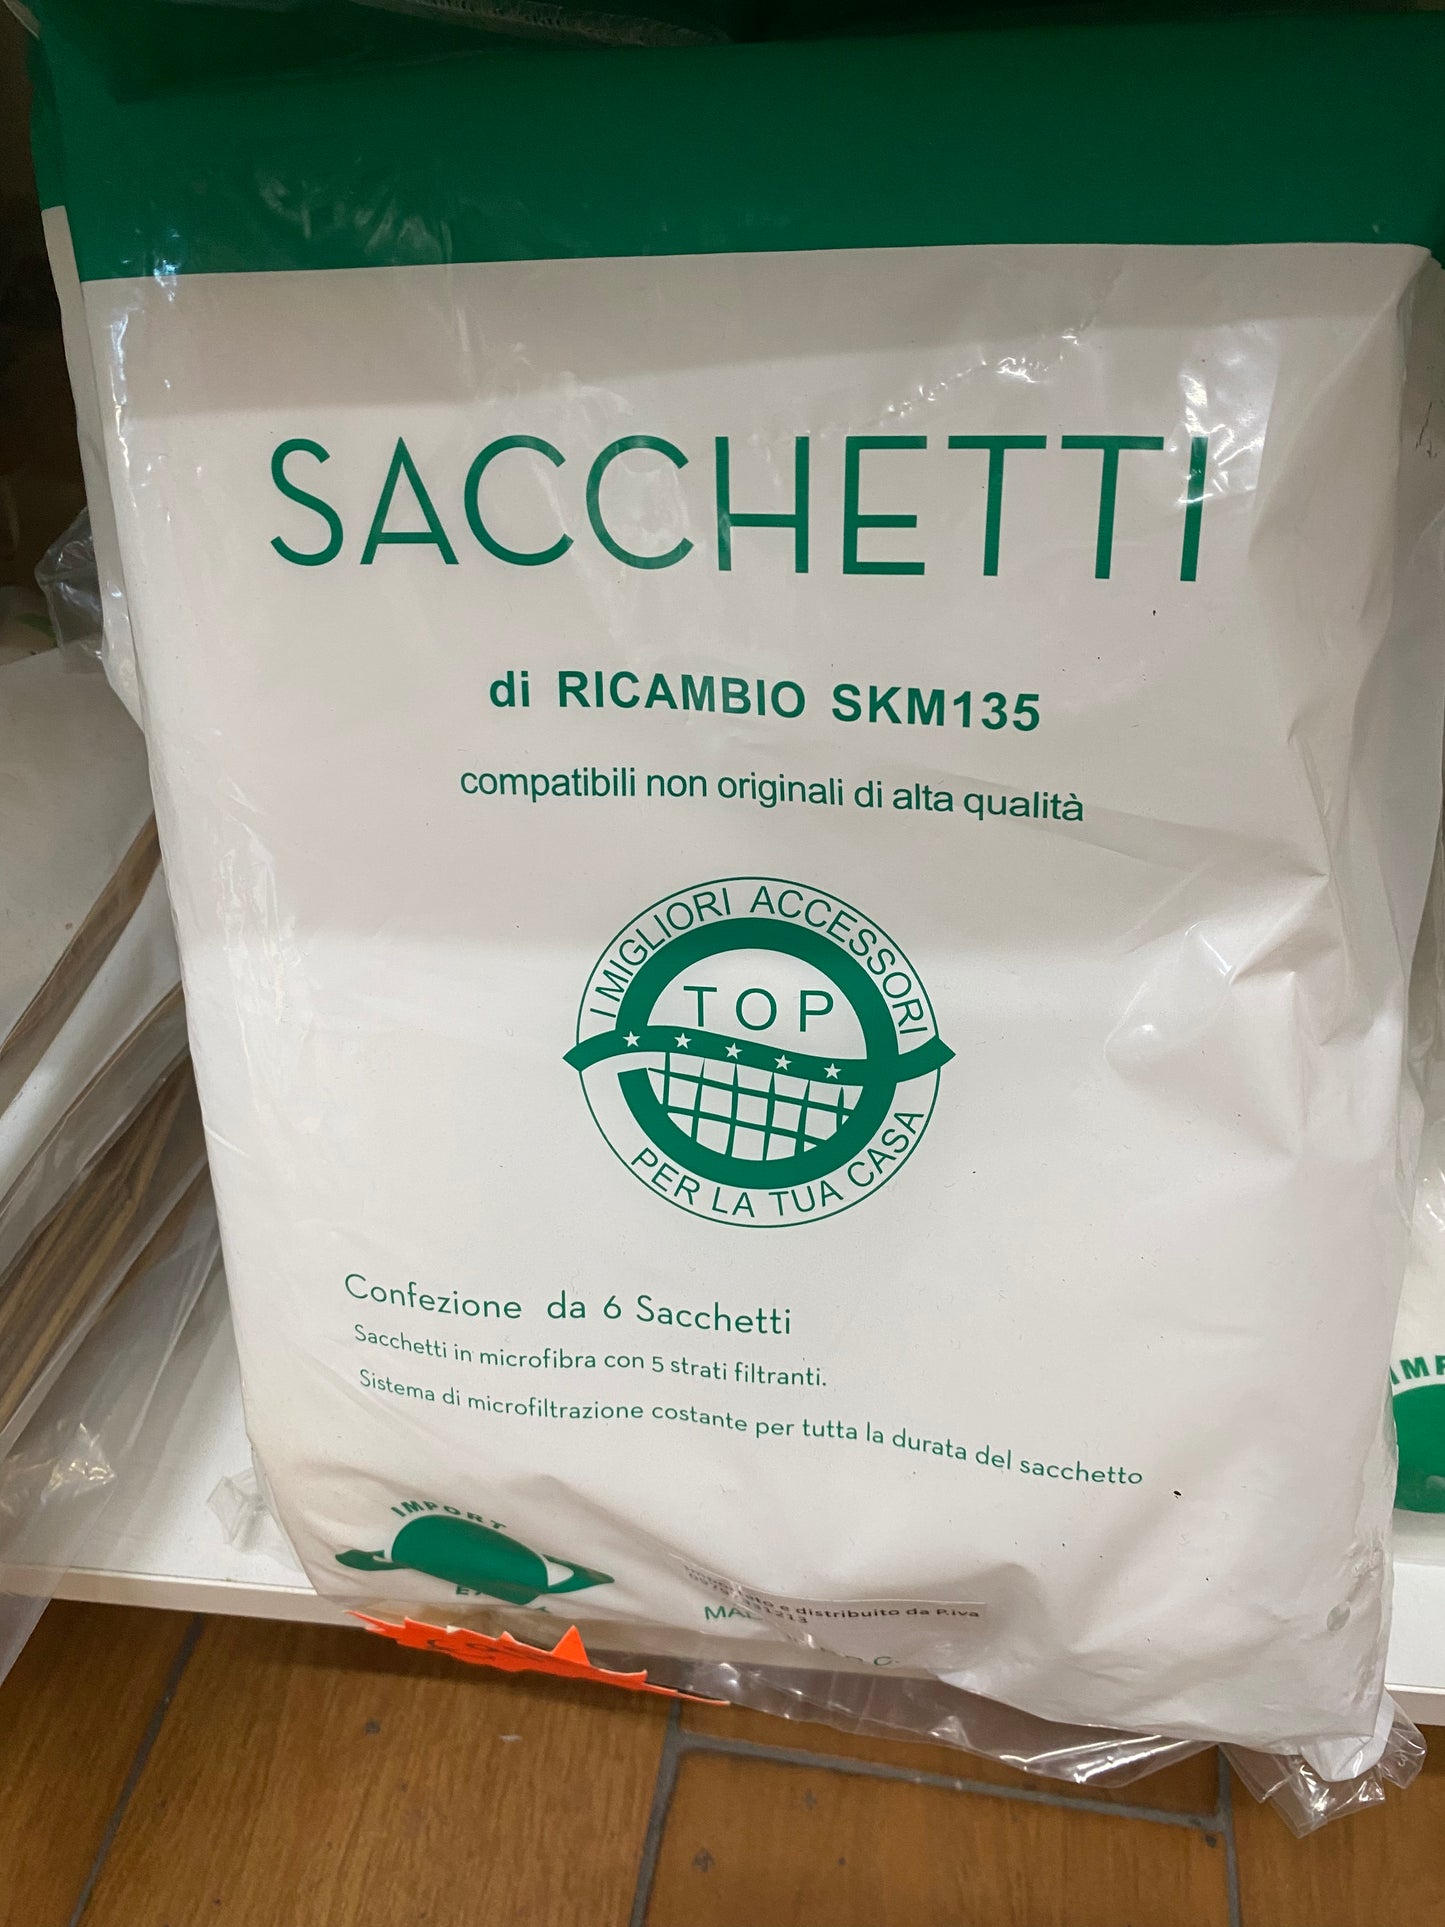 SACCHETTI
di RICAMBIO SKM135
compatibili non originali di alta qualità
I MIGLIORI ACCESSORI
TOP
PER LA TUA CASA
Confezione da 6 Sacchetti
Sacchetti in microfibra con 5 strati filtranti.
Sistema di microfiltrazione costante per tutta la durata del sacchetto
IMPORT
e distribuito da P.iva